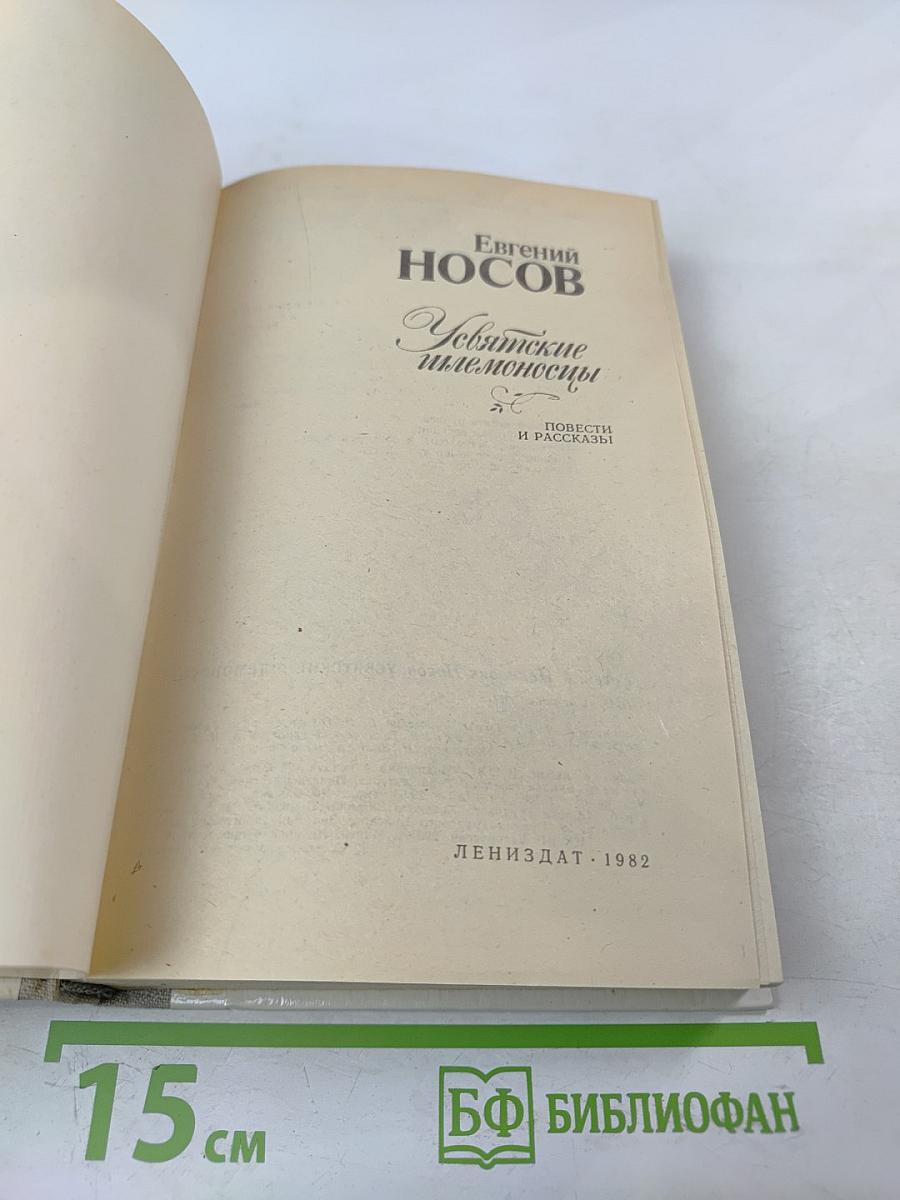 Евгений
НОСОВ
Усвятские
шлемоносцы
ПОВЕСТИ
И РАССКАЗЫ
ЛЕНИЗДАТ · 1982
15 см
БФ БИБЛИОФАН